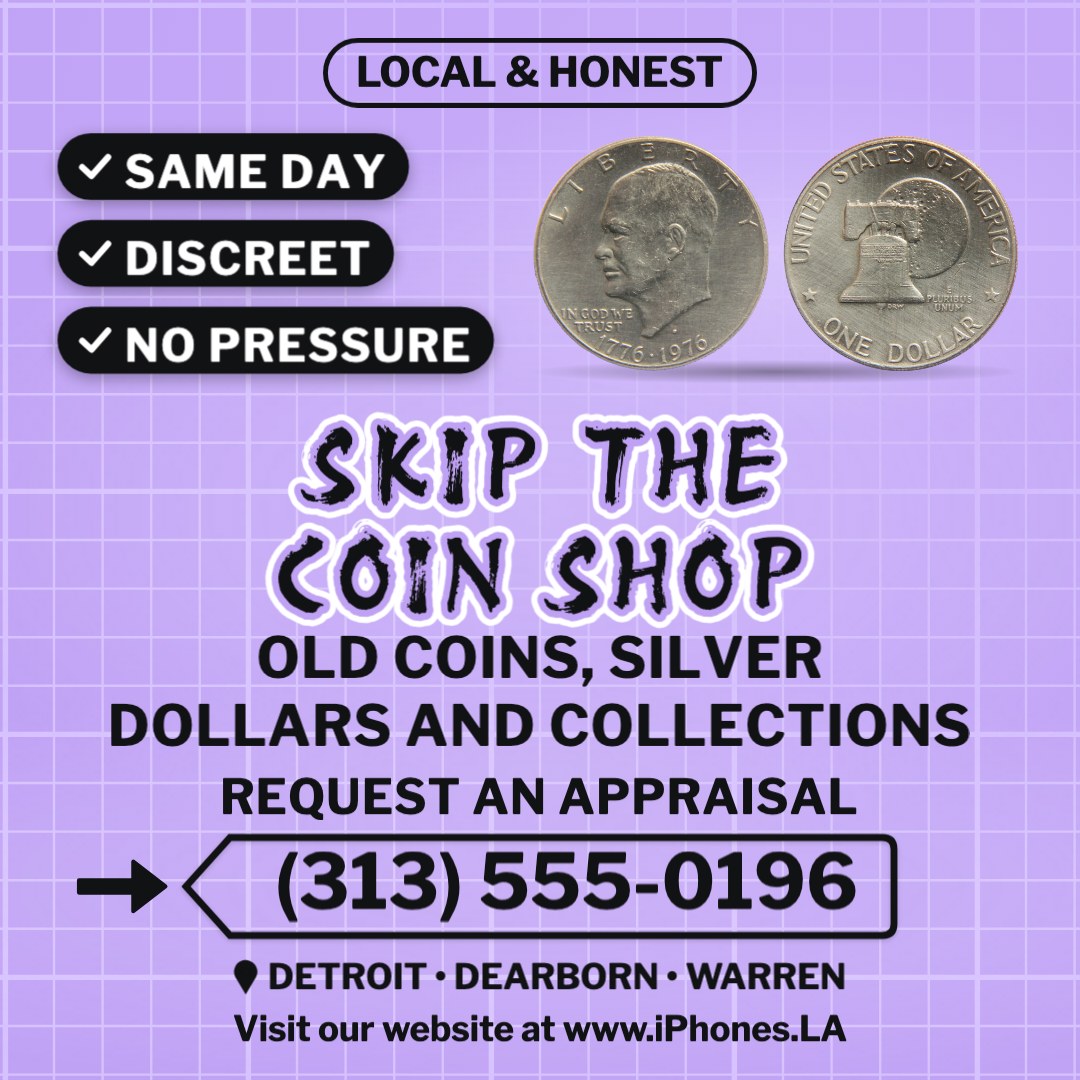 LOCAL & HONEST
SAME DAY
DISCREET
NO PRESSURE
LIBERTY
IN GOD WE
TRUST
1776·1976
UNITED STATES OF AMERICA
E
PLURIBUS
UNUM
ONE DOLLAR
SKIP THE
COIN SHOP
OLD COINS, SILVER
DOLLARS AND COLLECTIONS
REQUEST AN APPRAISAL
(313) 555-0196
DETROIT • DEARBORN • WARREN
Visit our website at www.iPhones.LA